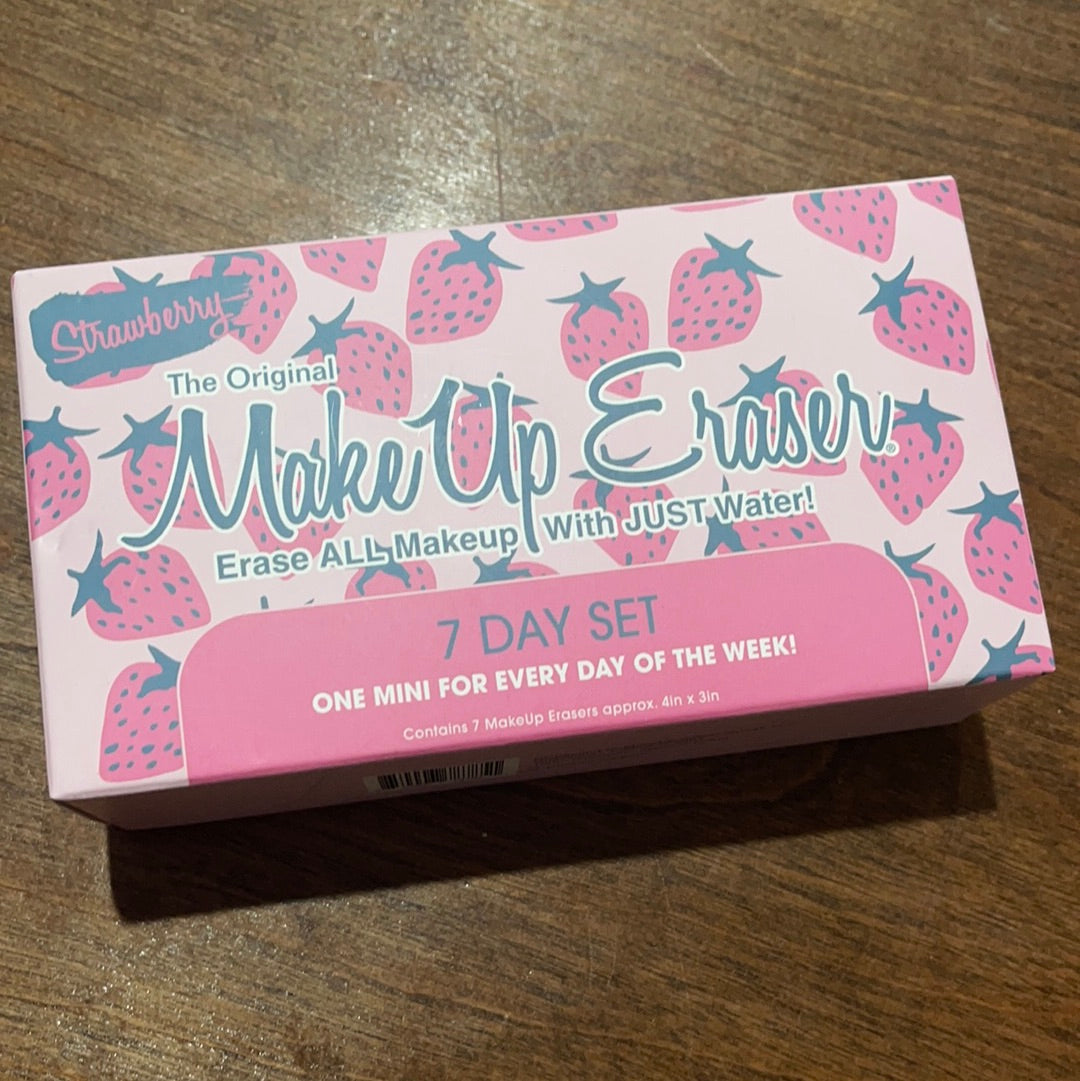 Strawberry
The Original
MakeUp Eraser®
Erase ALL Makeup With JUST Water!
7 DAY SET
ONE MINI FOR EVERY DAY OF THE WEEK!
Contains 7 MakeUp Erasers approx. 4in x 3in